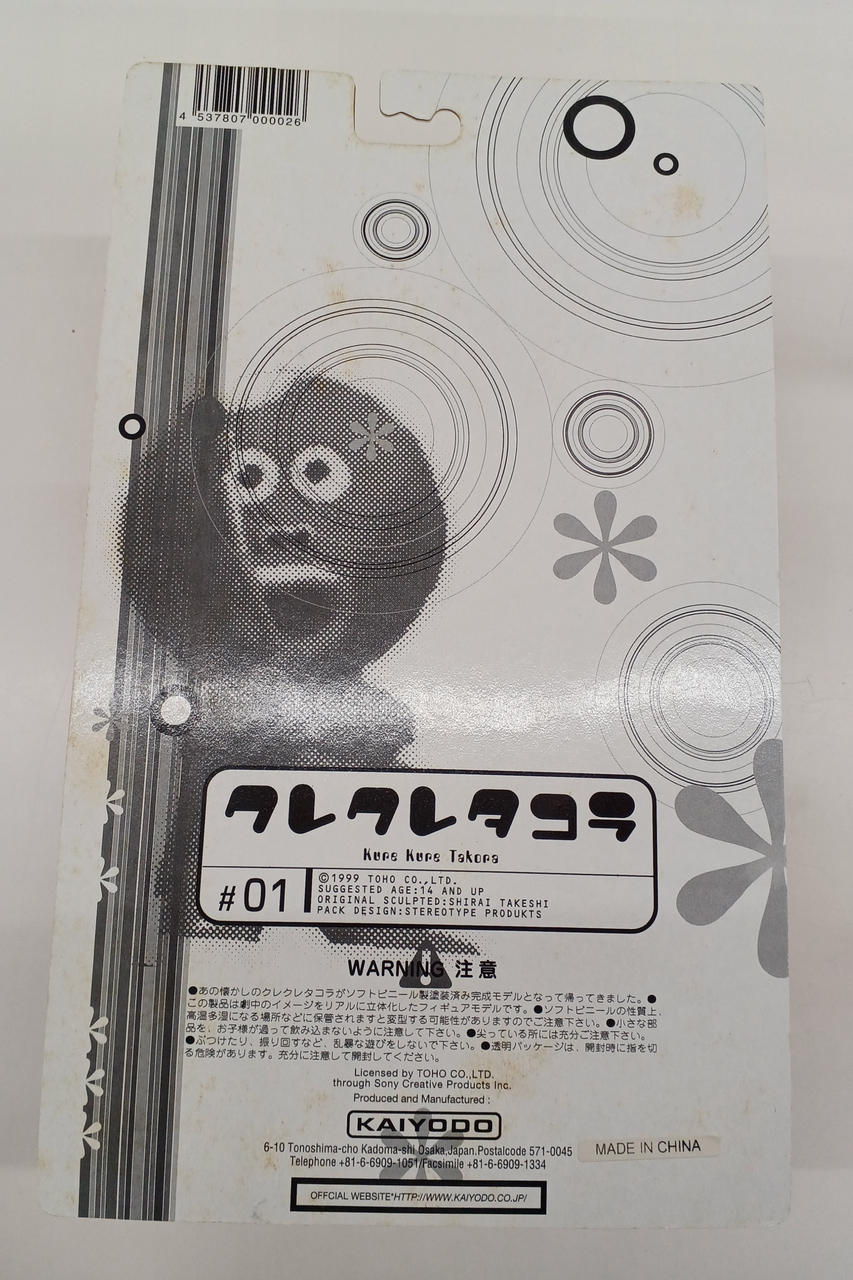 4 537807 000026
クレクレタコラ
Kure Kure Takora
#01
©1999 TOHO CO.,LTD.
SUGGESTED AGE:14 AND UP
ORIGINAL SCULPTED:SHIRAI TAKESHI
PACK DESIGN:STEREOTYPE PRODUKTS
WARNING 注意
●あの懐かしのクレクレタコラがソフトビニール製塗装済み完成モデルとなって帰ってきました。●
この製品は劇中のイメージをリアルに立体化したフィギュアモデルです。●ソフトビニールの性質上、
高温多湿になる場所などに保管されますと変型する可能性がありますのでご注意下さい。●小さな部
品を、お子様が過って飲み込まないように注意して下さい。●尖っている所には充分ご注意下さい。
●ぶつけたり、振り回すなど、乱暴な遊びをしないで下さい。●透明パッケージは、開封時に指を切
る危険があります。充分に注意して開封してください。
Licensed by TOHO CO.,LTD.
through Sony Creative Products Inc.
Produced and Manufactured :
KAIYODO
6-10 Tonoshima-cho Kadoma-shi Osaka,Japan.Postalcode 571-0045
MADE IN CHINA
Telephone +81-6-6909-1051/Facsimile +81-6-6909-1334
OFFCIAL WEBSITE*HTTP://WWW.KAIYODO.CO.JP/